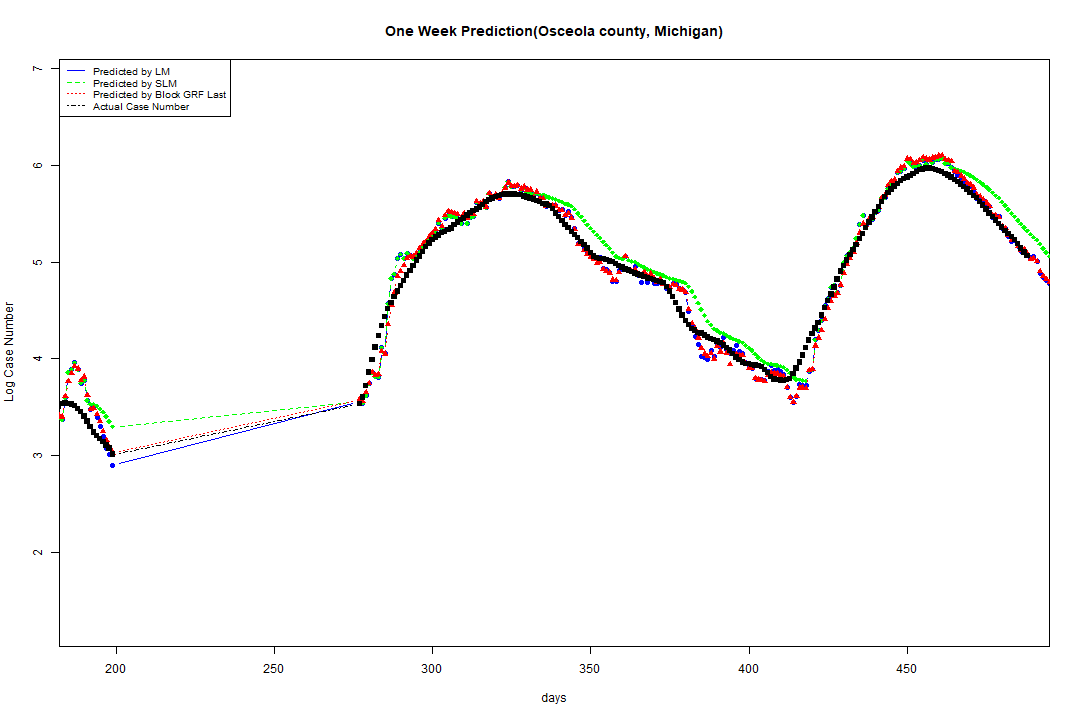 One Week Prediction(Osceola county, Michigan)
Predicted by LM
Predicted by SLM
Predicted by Block GRF Last
Actual Case Number
7
6
5
4
3
2
Log Case Number
200 250 300 350 400 450
days